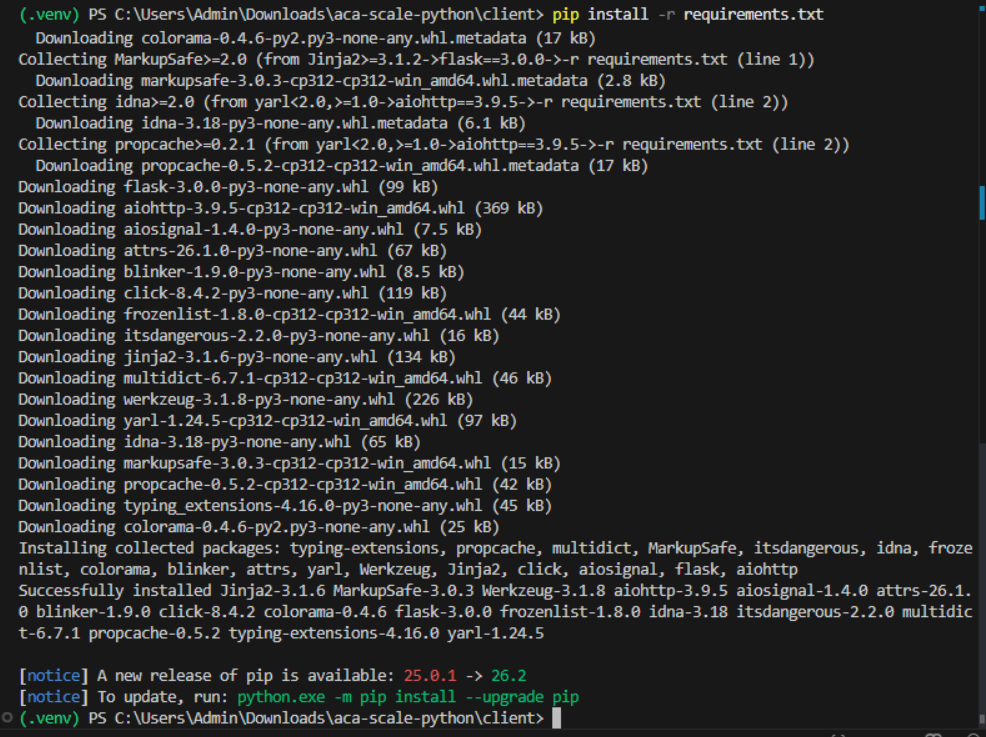 (.venv) PS C:\Users\Admin\Downloads\aca-scale-python\client> pip install -r requirements.txt
  Downloading colorama-0.4.6-py2.py3-none-any.whl.metadata (17 kB)
Collecting MarkupSafe>=2.0 (from Jinja2>=3.1.2->flask==3.0.0->-r requirements.txt (line 1))
  Downloading markupsafe-3.0.3-cp312-cp312-win_amd64.whl.metadata (2.8 kB)
Collecting idna>=2.0 (from yarl<2.0,>=1.0->aiohttp==3.9.5->-r requirements.txt (line 2))
  Downloading idna-3.18-py3-none-any.whl.metadata (6.1 kB)
Collecting propcache>=0.2.1 (from yarl<2.0,>=1.0->aiohttp==3.9.5->-r requirements.txt (line 2))
  Downloading propcache-0.5.2-cp312-cp312-win_amd64.whl.metadata (17 kB)
Downloading flask-3.0.0-py3-none-any.whl (99 kB)
Downloading aiohttp-3.9.5-cp312-cp312-win_amd64.whl (369 kB)
Downloading aiosignal-1.4.0-py3-none-any.whl (7.5 kB)
Downloading attrs-26.1.0-py3-none-any.whl (67 kB)
Downloading blinker-1.9.0-py3-none-any.whl (8.5 kB)
Downloading click-8.4.2-py3-none-any.whl (119 kB)
Downloading frozenlist-1.8.0-cp312-cp312-win_amd64.whl (44 kB)
Downloading itsdangerous-2.2.0-py3-none-any.whl (16 kB)
Downloading jinja2-3.1.6-py3-none-any.whl (134 kB)
Downloading multidict-6.7.1-cp312-cp312-win_amd64.whl (46 kB)
Downloading werkzeug-3.1.8-py3-none-any.whl (226 kB)
Downloading yarl-1.24.5-cp312-cp312-win_amd64.whl (97 kB)
Downloading idna-3.18-py3-none-any.whl (65 kB)
Downloading markupsafe-3.0.3-cp312-cp312-win_amd64.whl (15 kB)
Downloading propcache-0.5.2-cp312-cp312-win_amd64.whl (42 kB)
Downloading typing_extensions-4.16.0-py3-none-any.whl (45 kB)
Downloading colorama-0.4.6-py2.py3-none-any.whl (25 kB)
Installing collected packages: typing-extensions, propcache, multidict, MarkupSafe, itsdangerous, idna, froze
nlist, colorama, blinker, attrs, yarl, Werkzeug, Jinja2, click, aiosignal, flask, aiohttp
Successfully installed Jinja2-3.1.6 MarkupSafe-3.0.3 Werkzeug-3.1.8 aiohttp-3.9.5 aiosignal-1.4.0 attrs-26.1.
0 blinker-1.9.0 click-8.4.2 colorama-0.4.6 flask-3.0.0 frozenlist-1.8.0 idna-3.18 itsdangerous-2.2.0 multidic
t-6.7.1 propcache-0.5.2 typing-extensions-4.16.0 yarl-1.24.5
[notice] A new release of pip is available: 25.0.1 -> 26.2
[notice] To update, run: python.exe -m pip install --upgrade pip
(.venv) PS C:\Users\Admin\Downloads\aca-scale-python\client>